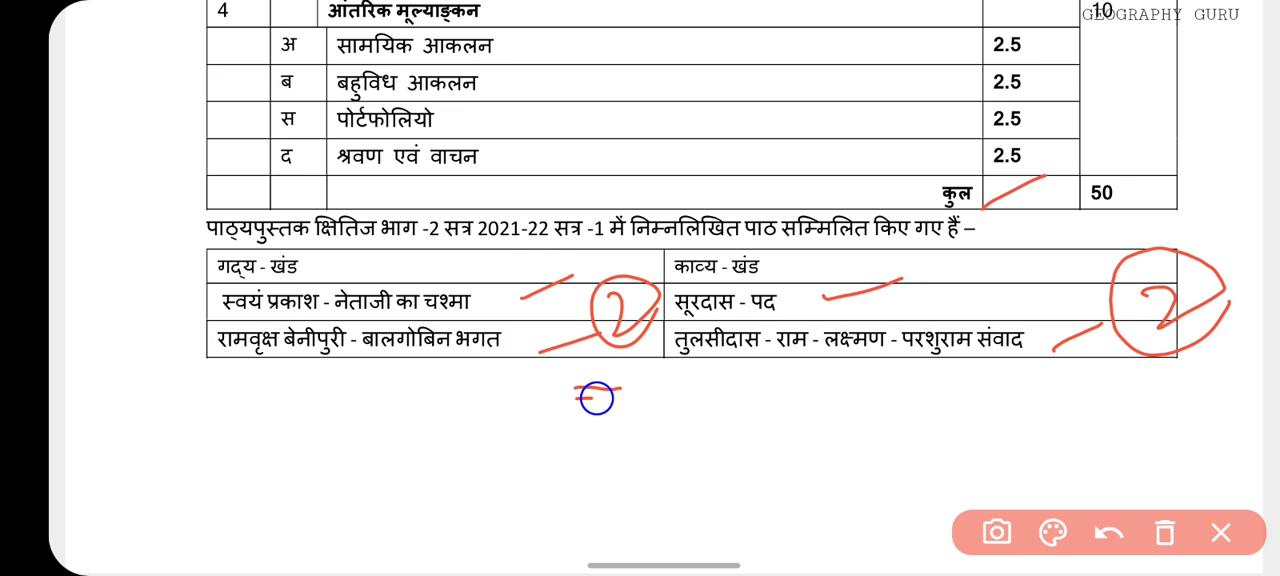 4 आंतरिक मूल्याङ्कन 10
GEOGRAPHY GURU
अ सामयिक आकलन 2.5
ब बहुविध आकलन 2.5
स पोर्टफोलियो 2.5
द श्रवण एवं वाचन 2.5
कुल 50
पाठ्यपुस्तक क्षितिज भाग -2 सत्र 2021-22 सत्र -1 में निम्नलिखित पाठ सम्मिलित किए गए हैं –
गद्य - खंड काव्य - खंड
स्वयं प्रकाश - नेताजी का चश्मा 2 सूरदास - पद 2
रामवृक्ष बेनीपुरी - बालगोबिन भगत तुलसीदास - राम - लक्ष्मण - परशुराम संवाद